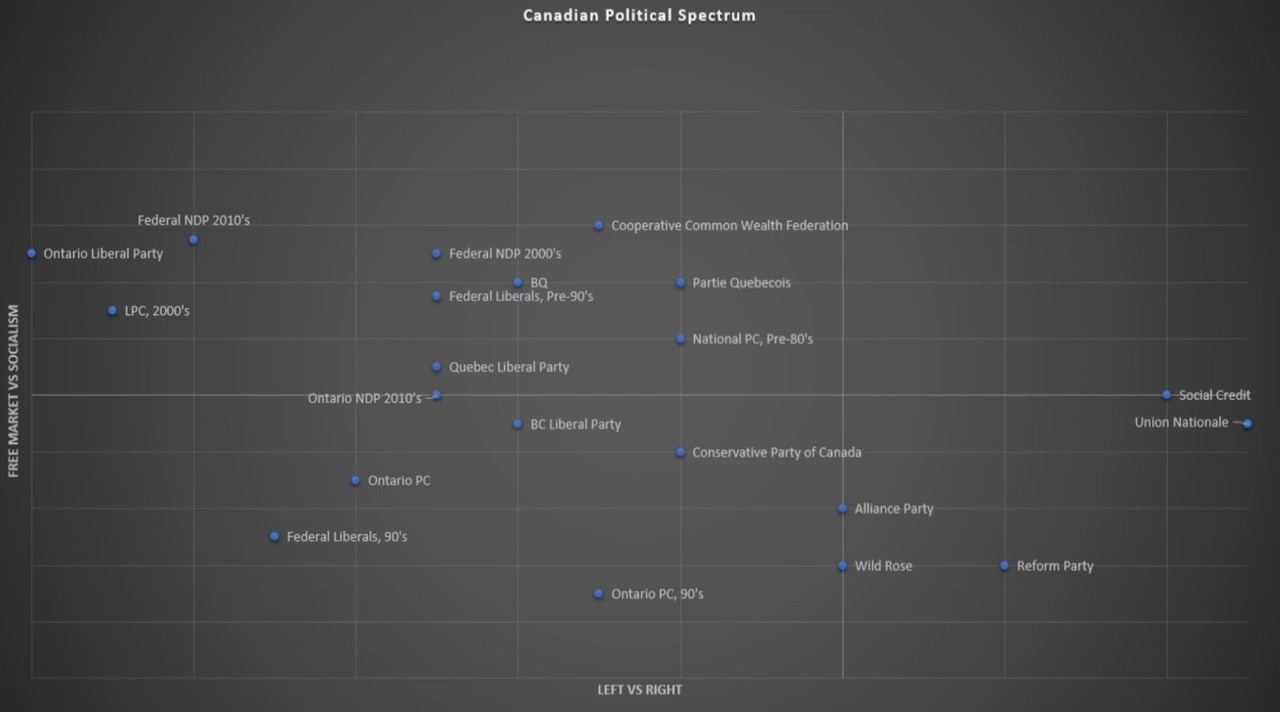 Canadian Political Spectrum
Federal NDP 2010's
Cooperative Common Wealth Federation
Ontario Liberal Party
Federal NDP 2000's
BQ
Partie Quebecois
Federal Liberals, Pre-90's
LPC, 2000's
National PC, Pre-80's
Quebec Liberal Party
Ontario NDP 2010's
Social Credit
Union Nationale
BC Liberal Party
Conservative Party of Canada
Ontario PC
Alliance Party
Federal Liberals, 90's
Wild Rose
Reform Party
Ontario PC, 90's
FREE MARKET VS SOCIALISM
LEFT VS RIGHT